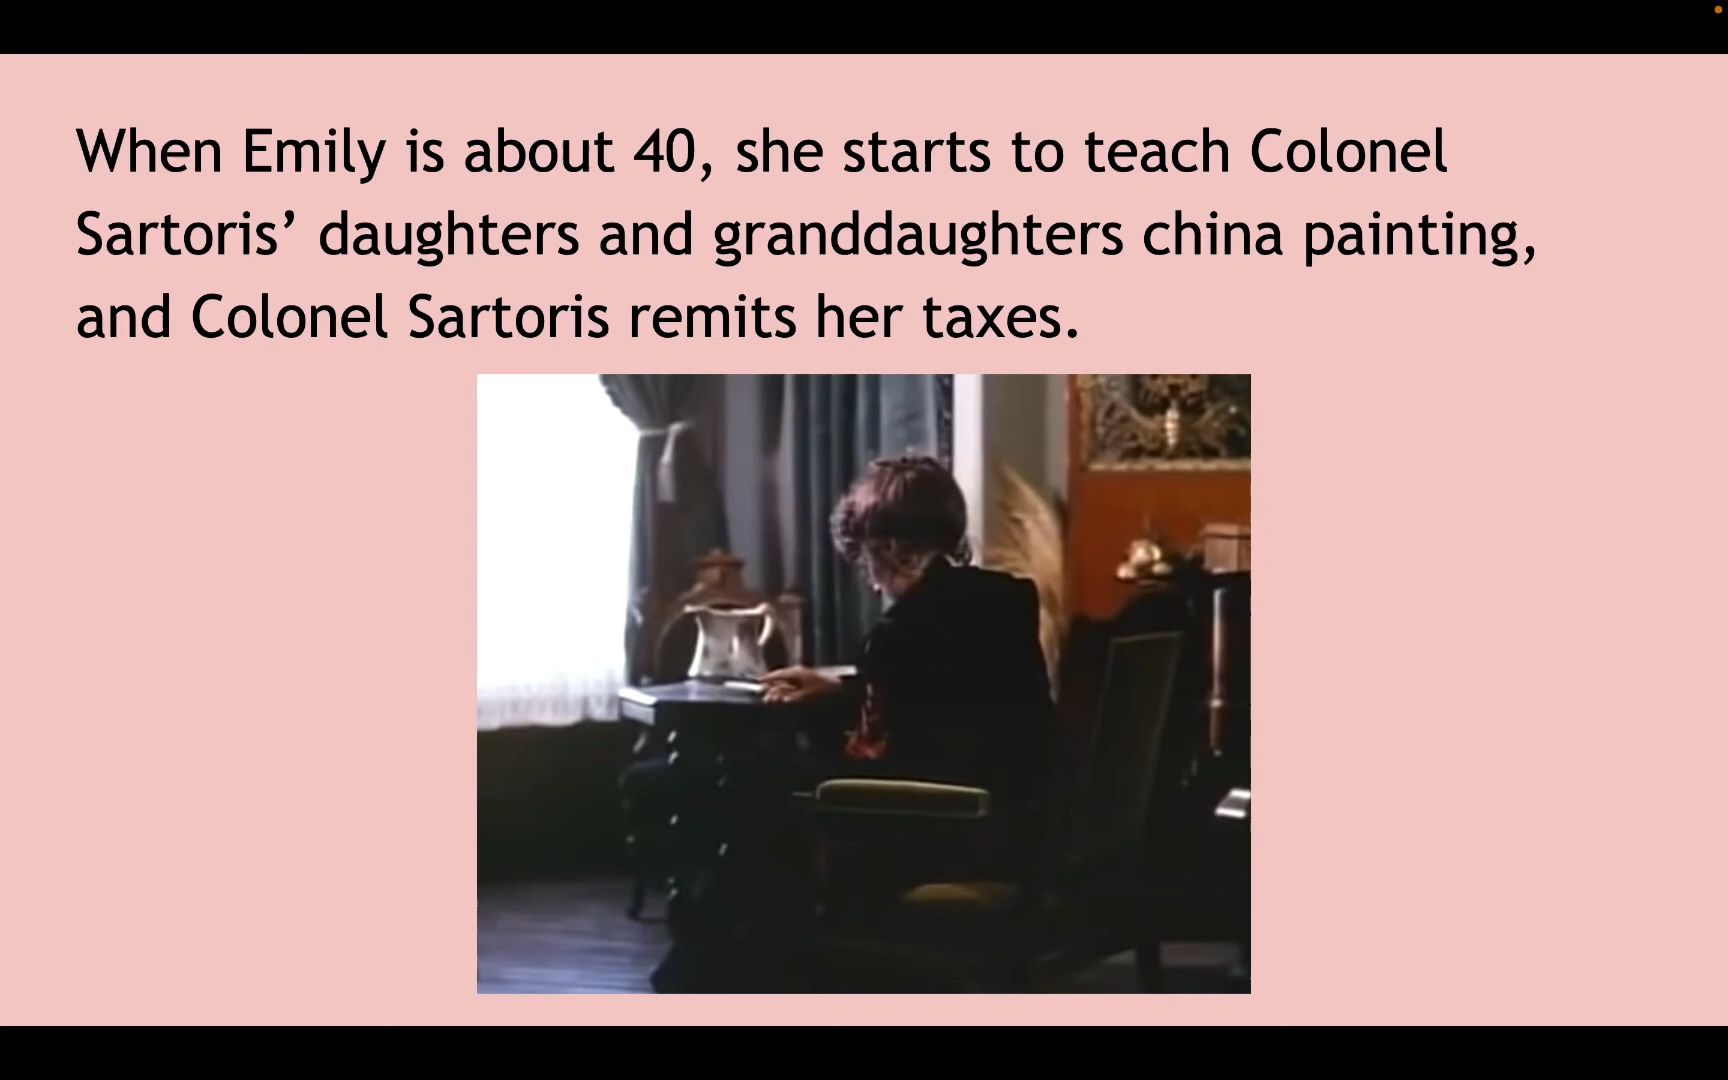 When Emily is about 40, she starts to teach Colonel
Sartoris’ daughters and granddaughters china painting,
and Colonel Sartoris remits her taxes.